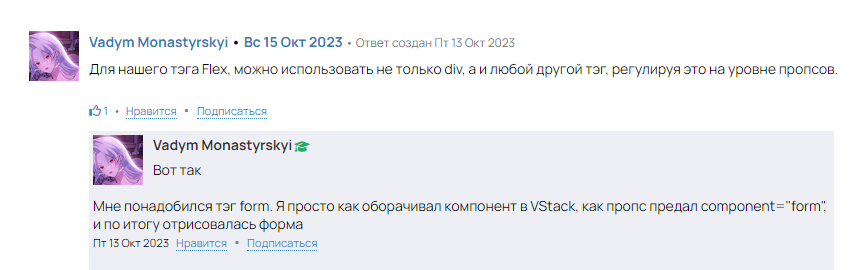 Vadym Monastyrskyi • Вс 15 Окт 2023 • Ответ создан Пт 13 Окт 2023
Для нашего тэга Flex, можно использовать не только div, а и любой другой тэг, регулируя это на уровне пропсов.
1 • Нравится • Подписаться
Vadym Monastyrskyi
Вот так
Мне понадобился тэг form. Я просто как оборачивал компонент в VStack, как пропс предал component="form",
и по итогу отрисовалась форма
Пт 13 Окт 2023 Нравится • Подписаться